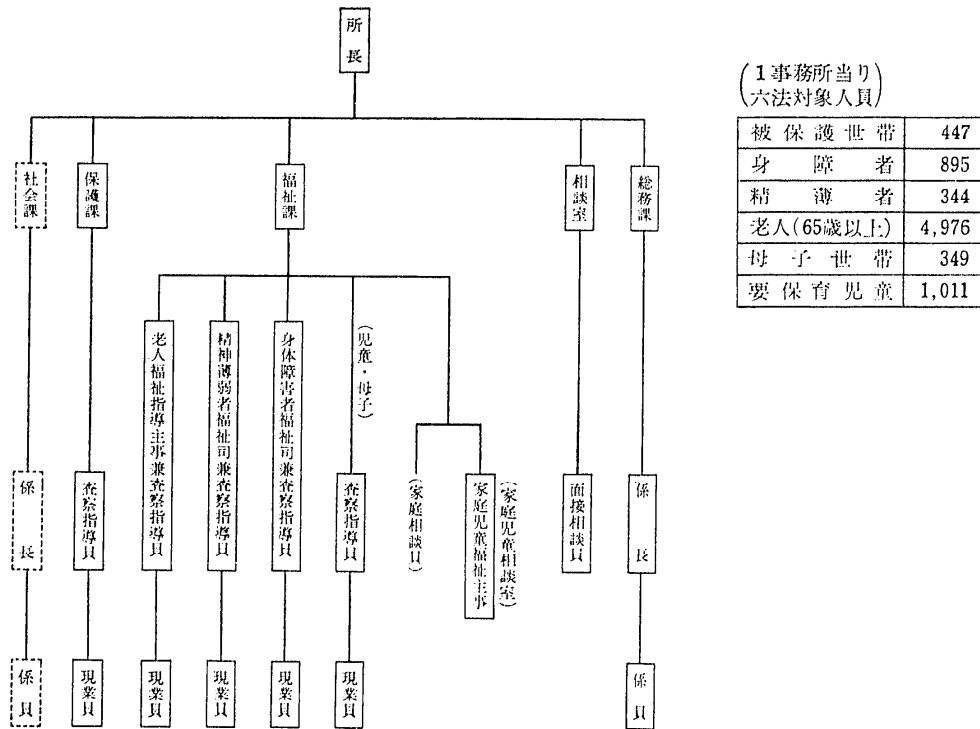 所長
(1事務所当り)
(六法対象人員)
被保護世帯 447
身障者 895
精薄者 344
老人(65歳以上) 4,976
母子世帯 349
要保育児童 1,011
社会課
保護課
福祉課
相談室
総務課
老人福祉指導主事兼査察指導員
精神薄弱者福祉司兼査察指導員
身体障害者福祉司兼査察指導員
(児童・母子)
係長
査察指導員
査察指導員
(家庭相談員)
家庭児童福祉主事
(家庭児童相談室)
面接相談員
係長
係員
現業員
現業員
現業員
現業員
現業員
係員